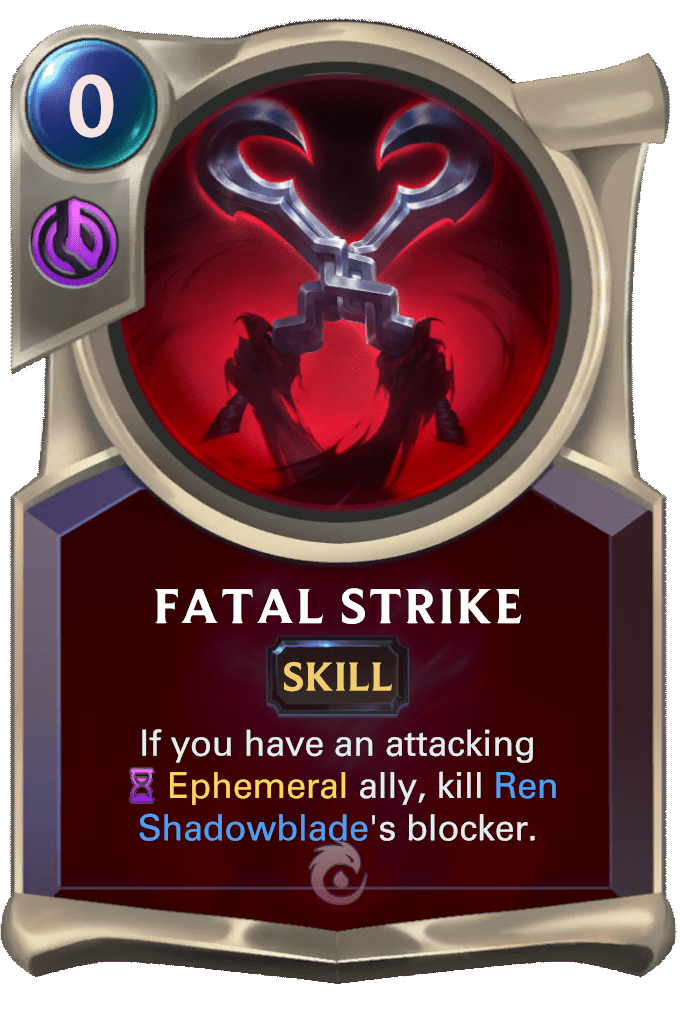 0
FATAL STRIKE
SKILL
If you have an attacking
Ephemeral ally, kill Ren
Shadowblade's blocker.